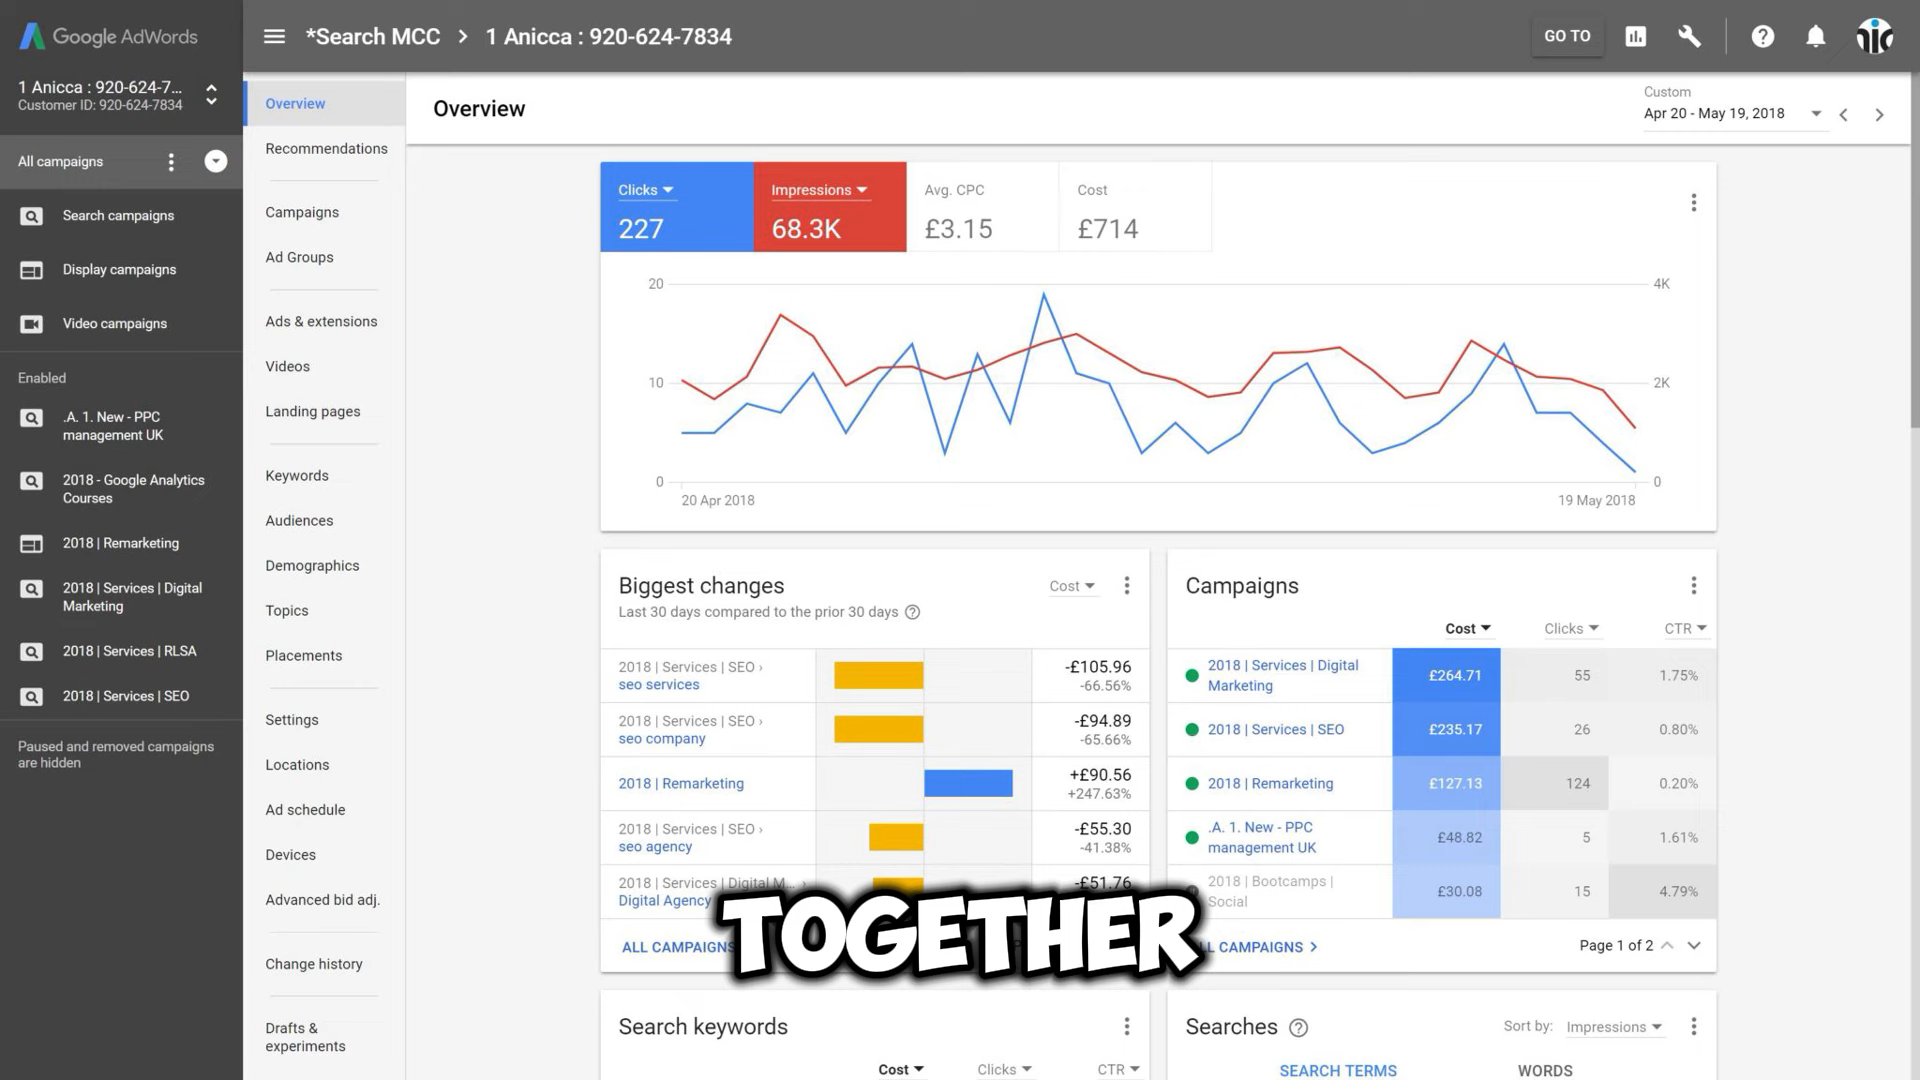 Google AdWords
*Search MCC > 1 Anicca : 920-624-7834
GO TO
1 Anicca : 920-624-7...
Customer ID: 920-624-7834
All campaigns
Search campaigns
Display campaigns
Video campaigns
Enabled
.A. 1. New - PPC
management UK
2018 - Google Analytics
Courses
2018 | Remarketing
2018 | Services | Digital
Marketing
2018 | Services | RLSA
2018 | Services | SEO
Paused and removed campaigns
are hidden
Overview
Recommendations
Campaigns
Ad Groups
Ads & extensions
Videos
Landing pages
Keywords
Audiences
Demographics
Topics
Placements
Settings
Locations
Ad schedule
Devices
Advanced bid adj.
Change history
Drafts &
experiments
Overview
Custom
Apr 20 - May 19, 2018
Clicks
227
Impressions
68.3K
Avg. CPC
£3.15
Cost
£714
20 4K
10 2K
0 0
20 Apr 2018 19 May 2018
Biggest changes
Cost
Last 30 days compared to the prior 30 days
2018 | Services | SEO ›
seo services
-£105.96
-66.56%
2018 | Services | SEO ›
seo company
-£94.89
-65.66%
2018 | Remarketing
+£90.56
+247.63%
2018 | Services | SEO ›
seo agency
-£55.30
-41.38%
2018 | Services | Digital M... ›
Digital Agency
-£51.76
ALL CAMPAIGNS
Campaigns
Cost Clicks CTR
2018 | Services | Digital
Marketing
£264.71 55 1.75%
2018 | Services | SEO £235.17 26 0.80%
2018 | Remarketing £127.13 124 0.20%
.A. 1. New - PPC
management UK
£48.82 5 1.61%
2018 | Bootcamps |
Social
£30.08 15 4.79%
CAMPAIGNS >
Page 1 of 2
TOGETHER
Search keywords
Cost Clicks CTR
Searches
Sort by: Impressions
SEARCH TERMS WORDS